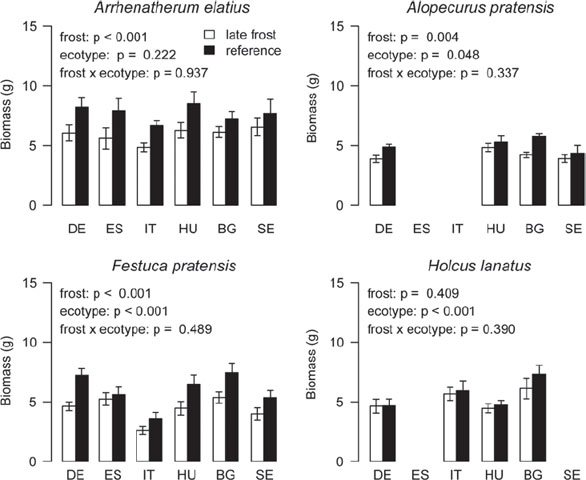 Arrhenatherum elatius
frost: p < 0.001
ecotype: p = 0.222
frost x ecotype: p = 0.937
late frost
reference
Biomass (g)
15
10
5
0
DE ES IT HU BG SE
Alopecurus pratensis
frost: p = 0.004
ecotype: p = 0.048
frost x ecotype: p = 0.337
Biomass (g)
15
10
5
0
DE ES IT HU BG SE
Festuca pratensis
frost: p < 0.001
ecotype: p < 0.001
frost x ecotype: p = 0.489
Biomass (g)
15
10
5
0
DE ES IT HU BG SE
Holcus lanatus
frost: p = 0.409
ecotype: p < 0.001
frost x ecotype: p = 0.390
Biomass (g)
15
10
5
0
DE ES IT HU BG SE